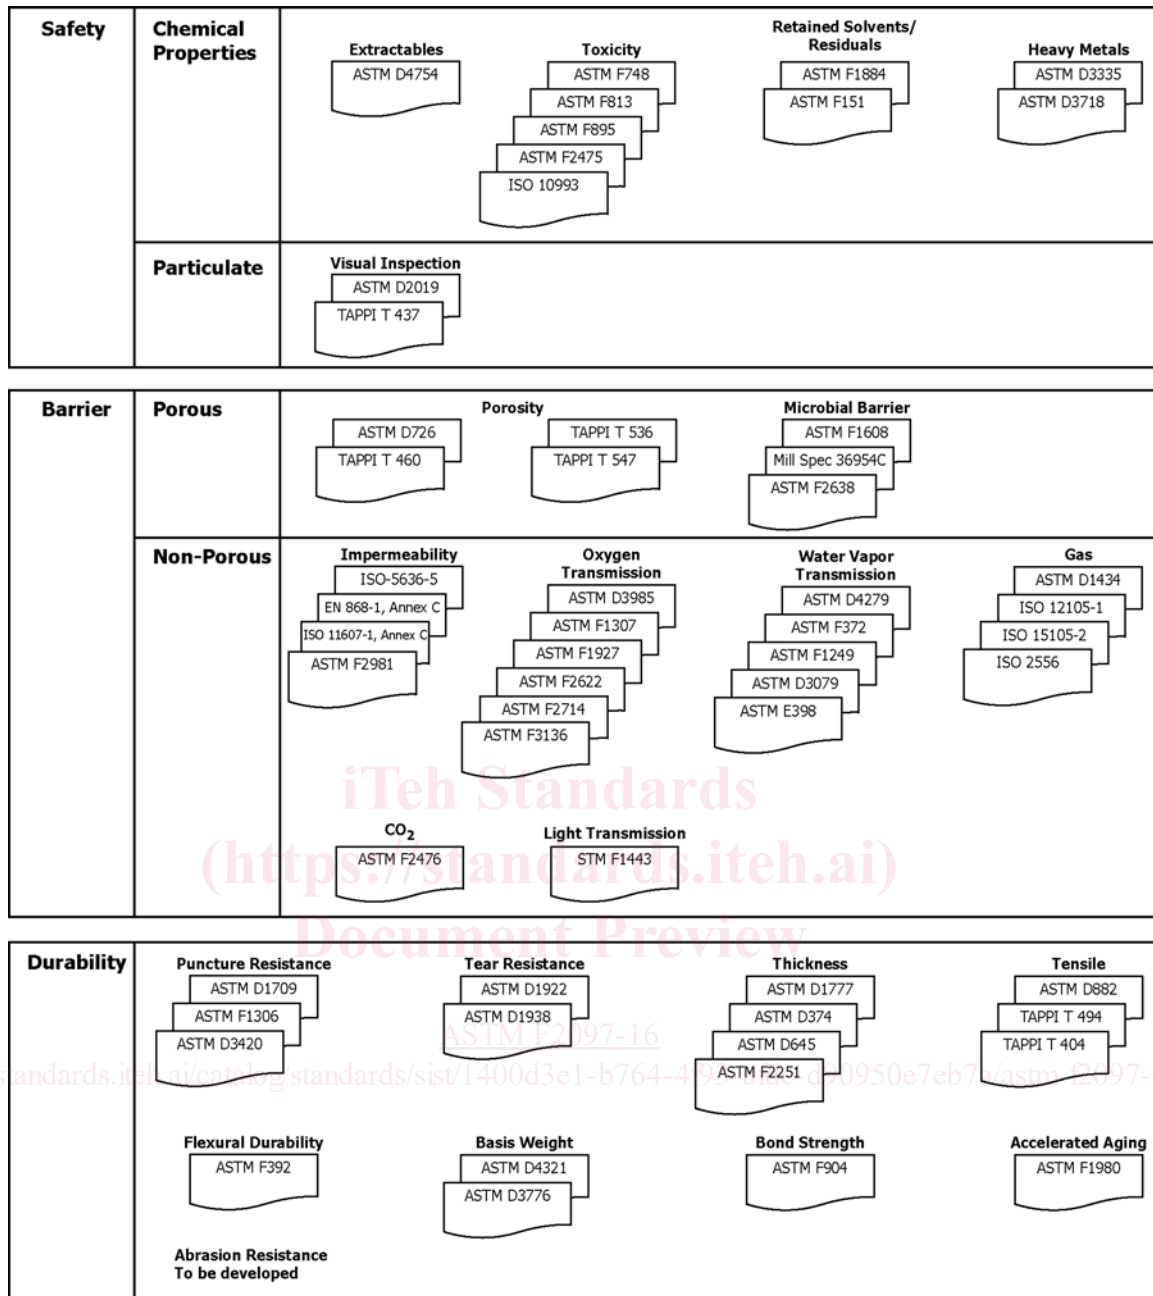 Safety
Chemical
Properties
Extractables
ASTM D4754
Toxicity
ASTM F748
ASTM F813
ASTM F895
ASTM F2475
ISO 10993
Retained Solvents/
Residuals
ASTM F1884
ASTM F151
Heavy Metals
ASTM D3335
ASTM D3718
Particulate
Visual Inspection
ASTM D2019
TAPPI T 437
Barrier
Porous
Porosity
ASTM D726
TAPPI T 460
TAPPI T 536
TAPPI T 547
Microbial Barrier
ASTM F1608
Mill Spec 36954C
ASTM F2638
Non-Porous
Impermeability
ISO-5636-5
EN 868-1, Annex C
ISO 11607-1, Annex C
ASTM F2981
Oxygen
Transmission
ASTM D3985
ASTM F1307
ASTM F1927
ASTM F2622
ASTM F2714
ASTM F3136
Water Vapor
Transmission
ASTM D4279
ASTM F372
ASTM F1249
ASTM D3079
ASTM E398
Gas
ASTM D1434
ISO 12105-1
ISO 15105-2
ISO 2556
iTeh Standards
(https://standards.iteh.ai)
Document Preview
CO2
ASTM F2476
Light Transmission
STM F1443
Durability
Puncture Resistance
ASTM D1709
ASTM F1306
ASTM D3420
Tear Resistance
ASTM D1922
ASTM D1938
Thickness
ASTM D1777
ASTM D374
ASTM D645
ASTM F2251
Tensile
ASTM D882
TAPPI T 494
TAPPI T 404
ASTM F2097-16
Flexural Durability
ASTM F392
Basis Weight
ASTM D4321
ASTM D3776
Bond Strength
ASTM F904
Accelerated Aging
ASTM F1980
Abrasion Resistance
To be developed